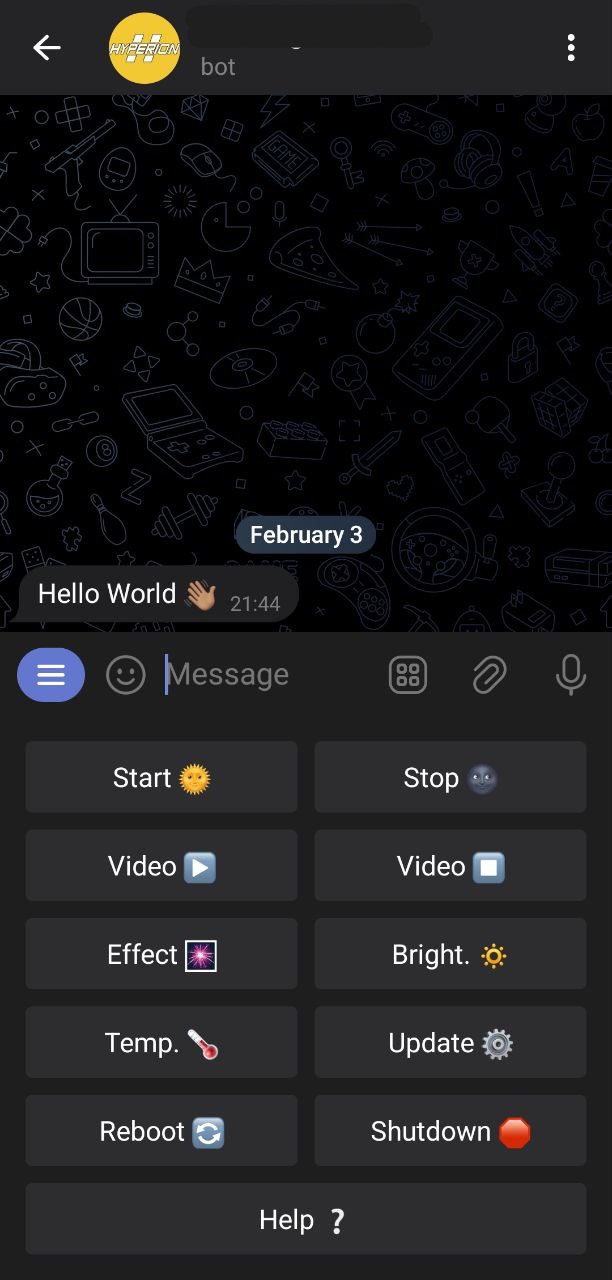 HYPERION
bot
GAME
February 3
Hello World 👋🏽 21:44
Message
Start 🌞
Stop 🌚
Video ▶️
Video ⏹️
Effect 🎇
Bright. 🔅
Temp. 🌡️
Update ⚙️
Reboot 🔄
Shutdown 🛑
Help ❔